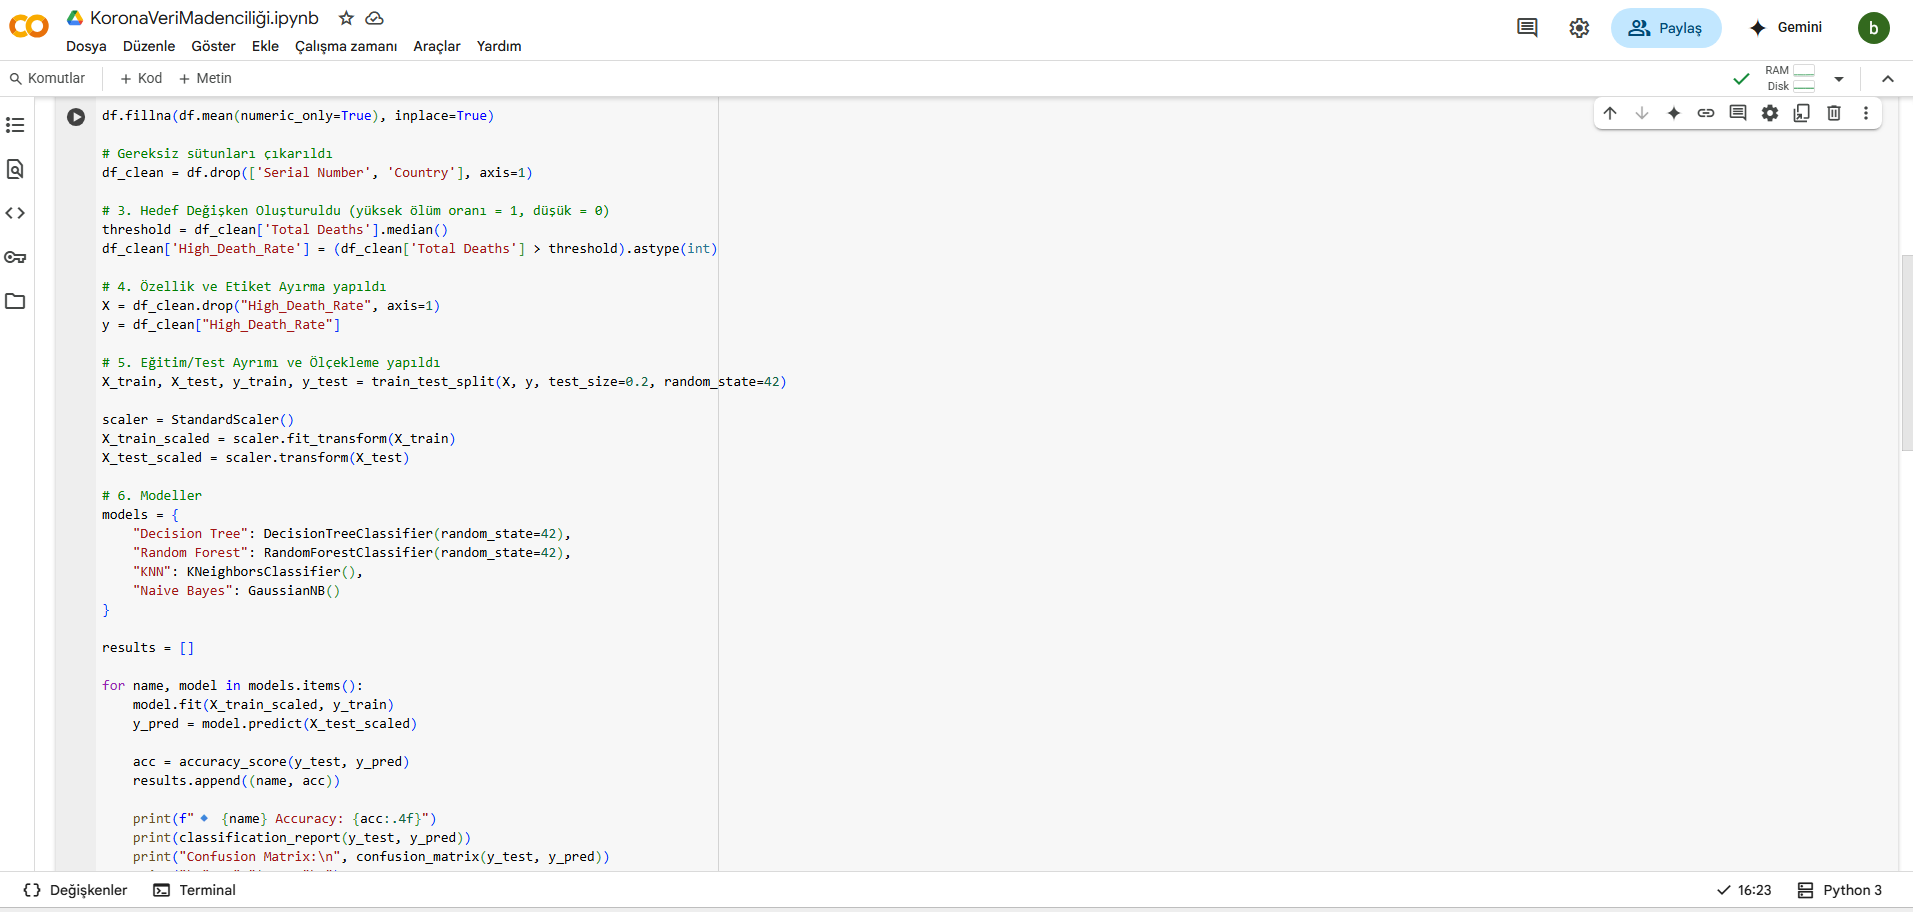 KoronaVeriMadenciliği.ipynb
Dosya Düzenle Göster Ekle Çalışma zamanı Araçlar Yardım
Paylaş
Gemini
b
Komutlar + Kod + Metin
RAM
Disk
df.fillna(df.mean(numeric_only=True), inplace=True)
# Gereksiz sütunları çıkarıldı
df_clean = df.drop(['Serial Number', 'Country'], axis=1)
# 3. Hedef Değişken Oluşturuldu (yüksek ölüm oranı = 1, düşük = 0)
threshold = df_clean['Total Deaths'].median()
df_clean['High_Death_Rate'] = (df_clean['Total Deaths'] > threshold).astype(int)
# 4. Özellik ve Etiket Ayırma yapıldı
X = df_clean.drop("High_Death_Rate", axis=1)
y = df_clean["High_Death_Rate"]
# 5. Eğitim/Test Ayrımı ve Ölçekleme yapıldı
X_train, X_test, y_train, y_test = train_test_split(X, y, test_size=0.2, random_state=42)
scaler = StandardScaler()
X_train_scaled = scaler.fit_transform(X_train)
X_test_scaled = scaler.transform(X_test)
# 6. Modeller
models = {
    "Decision Tree": DecisionTreeClassifier(random_state=42),
    "Random Forest": RandomForestClassifier(random_state=42),
    "KNN": KNeighborsClassifier(),
    "Naive Bayes": GaussianNB()
}
results = []
for name, model in models.items():
    model.fit(X_train_scaled, y_train)
    y_pred = model.predict(X_test_scaled)
    acc = accuracy_score(y_test, y_pred)
    results.append((name, acc))
    print(f"🔹 {name} Accuracy: {acc:.4f}")
    print(classification_report(y_test, y_pred))
    print("Confusion Matrix:\n", confusion_matrix(y_test, y_pred))
Değişkenler Terminal
16:23
Python 3